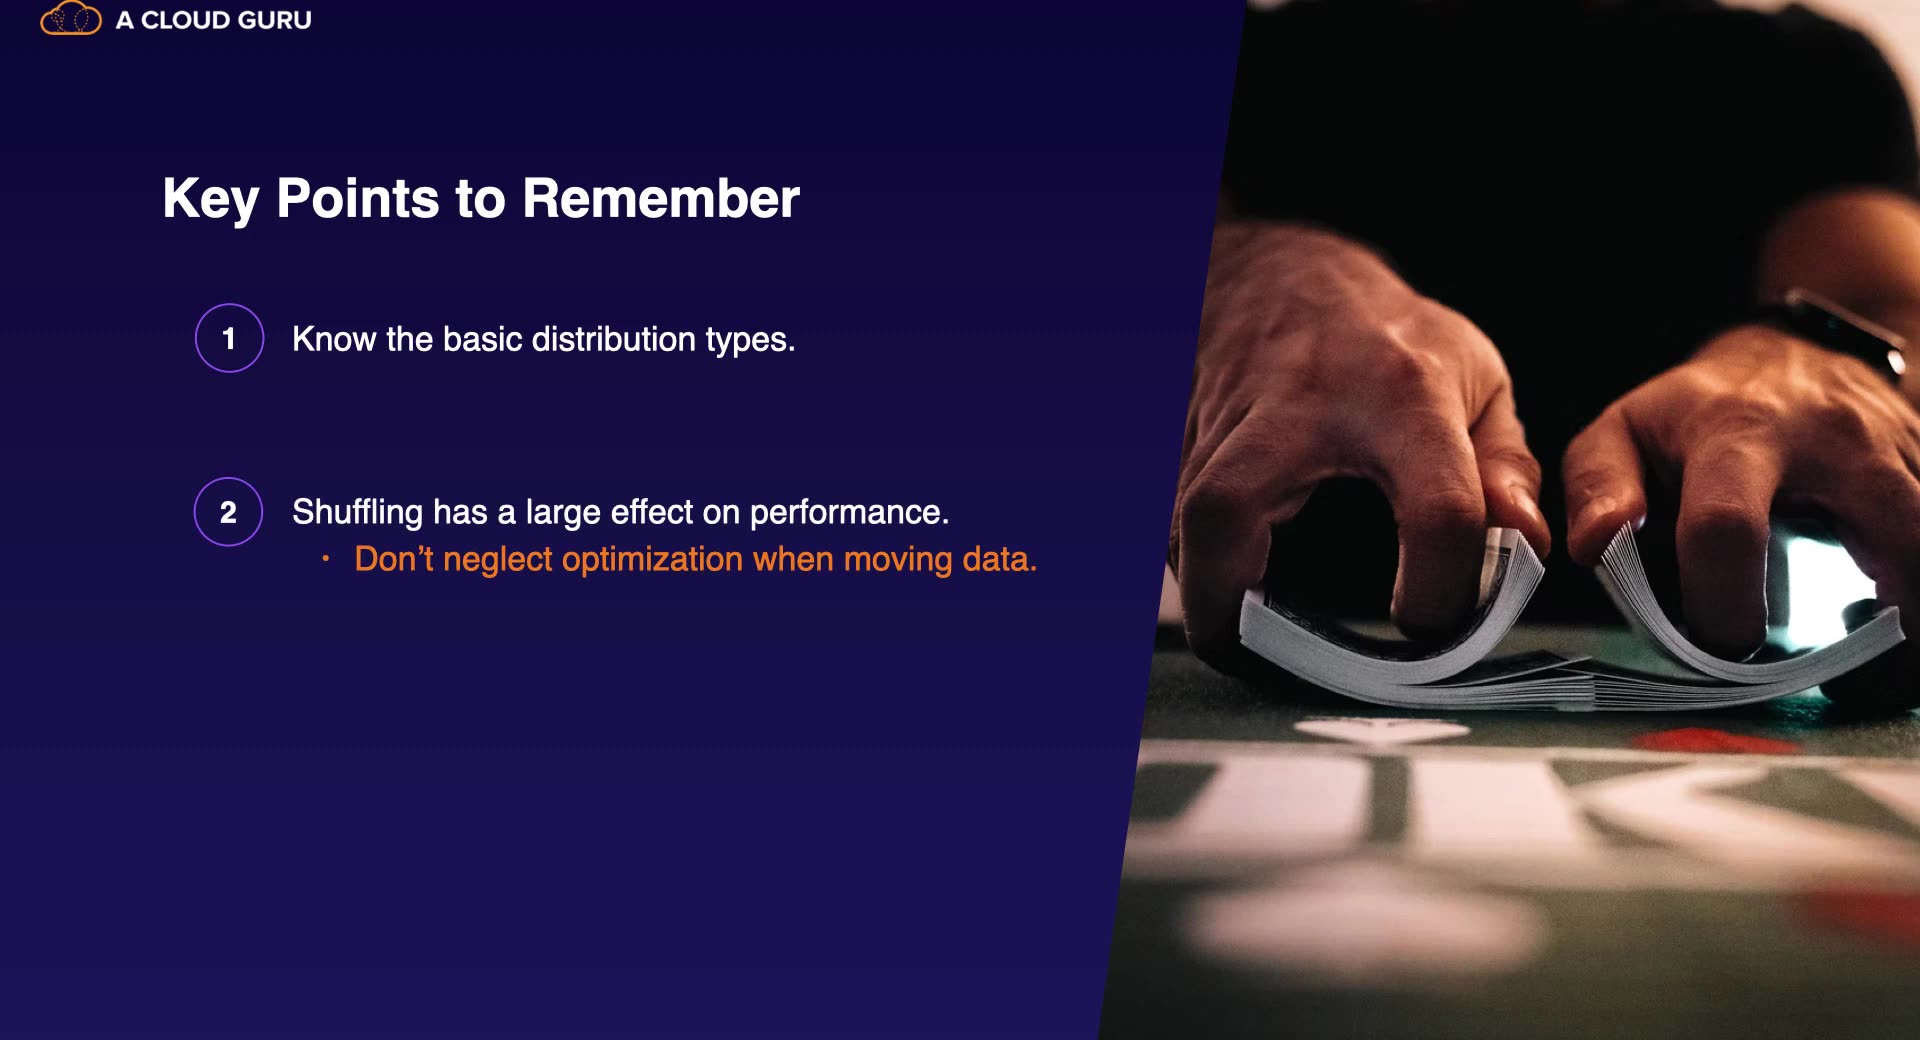 A CLOUD GURU
Key Points to Remember
1 Know the basic distribution types.
2 Shuffling has a large effect on performance.
• Don’t neglect optimization when moving data.